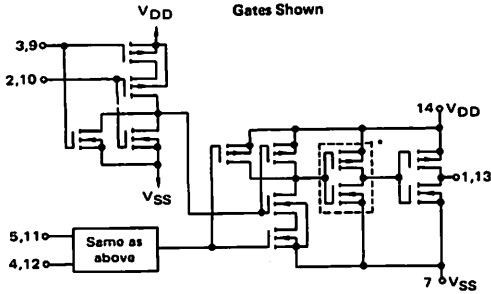 Gates Shown
VDD
3,9
2,10
VSS
14 VDD
*
1,13
5,11
4,12
Same as
above
7 VSS